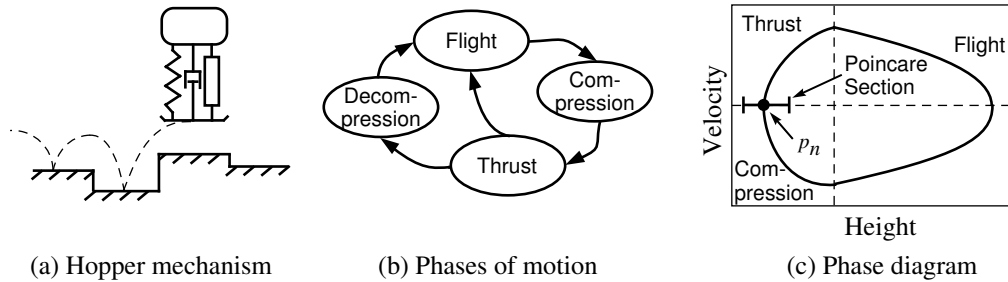 Flight
Com-
pression
Decom-
pression
Thrust
Thrust
Flight
Poincare
Section
p_n
Com-
pression
Velocity
Height
(a) Hopper mechanism
(b) Phases of motion
(c) Phase diagram